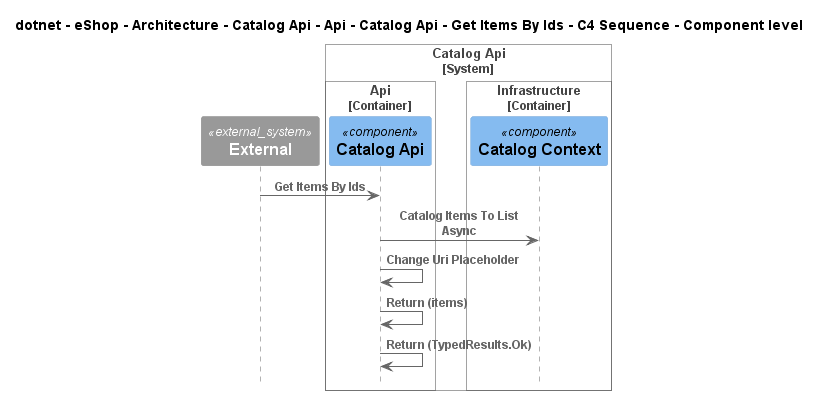 dotnet - eShop - Architecture - Catalog Api - Api - Catalog Api - Get Items By Ids - C4 Sequence - Component level
Catalog Api
[System]
Api
[Container]
Infrastructure
[Container]
«external_system»
External
«component»
Catalog Api
«component»
Catalog Context
Get Items By Ids
Catalog Items To List
Async
Change Uri Placeholder
Return (items)
Return (TypedResults.Ok)